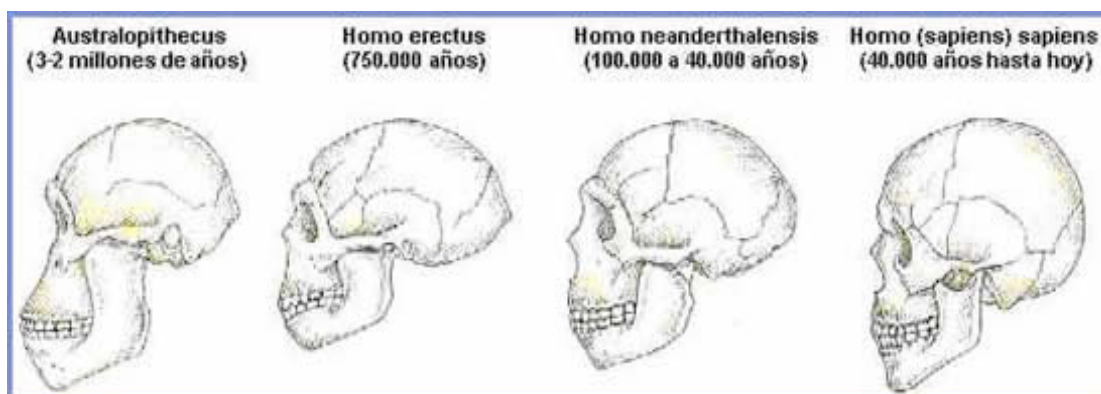 Australopithecus
(3-2 millones de años)
Homo erectus
(750.000 años)
Homo neanderthalensis
(100.000 a 40.000 años)
Homo (sapiens) sapiens
(40.000 años hasta hoy)